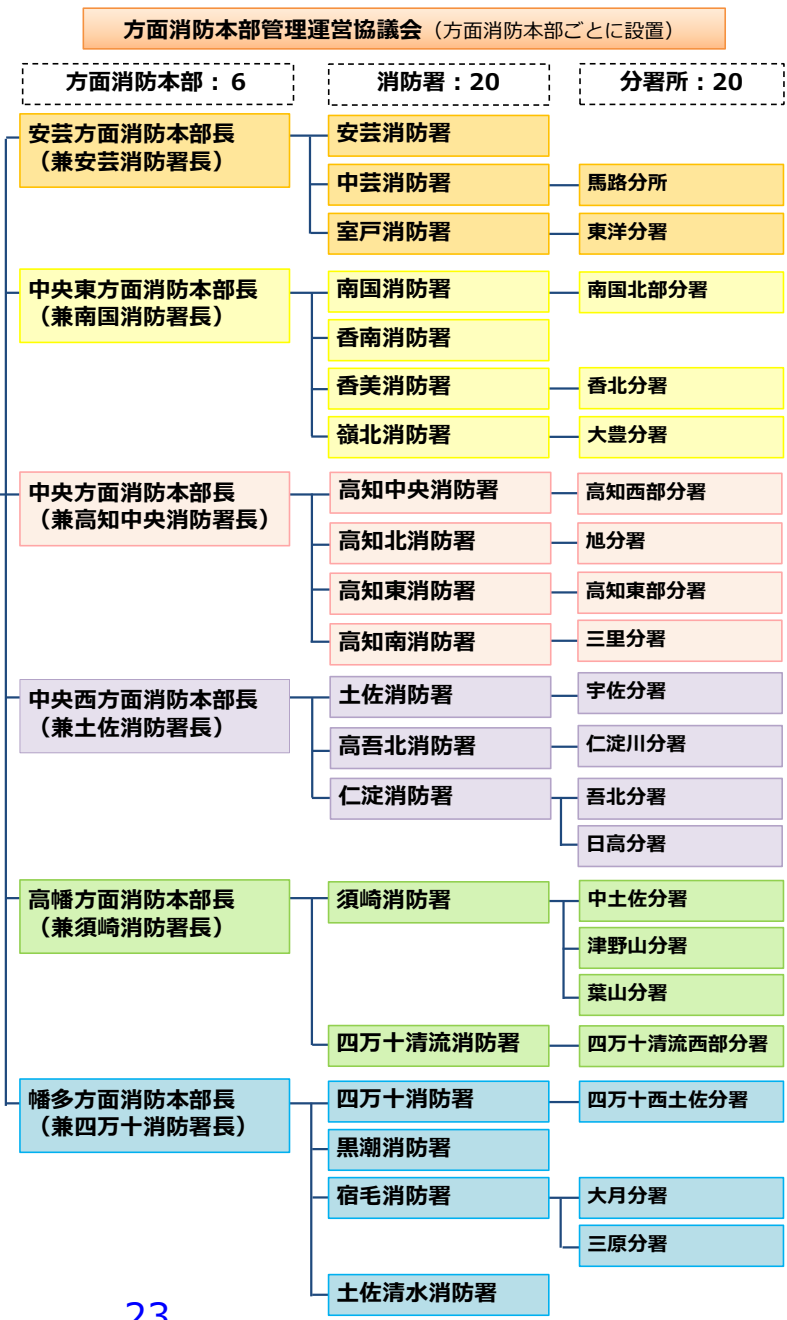 方面消防本部管理運営協議会（方面消防本部ごとに設置）
方面消防本部：6
消防署：20
分署所：20
安芸方面消防本部長
（兼安芸消防署長）
安芸消防署
中芸消防署
馬路分所
室戸消防署
東洋分署
中央東方面消防本部長
（兼南国消防署長）
南国消防署
南国北部分署
香南消防署
香美消防署
香北分署
嶺北消防署
大豊分署
中央方面消防本部長
（兼高知中央消防署長）
高知中央消防署
高知西部分署
高知北消防署
旭分署
高知東消防署
高知東部分署
高知南消防署
三里分署
中央西方面消防本部長
（兼土佐消防署長）
土佐消防署
宇佐分署
高吾北消防署
仁淀川分署
仁淀消防署
吾北分署
日高分署
高幡方面消防本部長
（兼須崎消防署長）
須崎消防署
中土佐分署
津野山分署
葉山分署
四万十清流消防署
四万十清流西部分署
幡多方面消防本部長
（兼四万十消防署長）
四万十消防署
四万十西土佐分署
黒潮消防署
宿毛消防署
大月分署
三原分署
土佐清水消防署
23